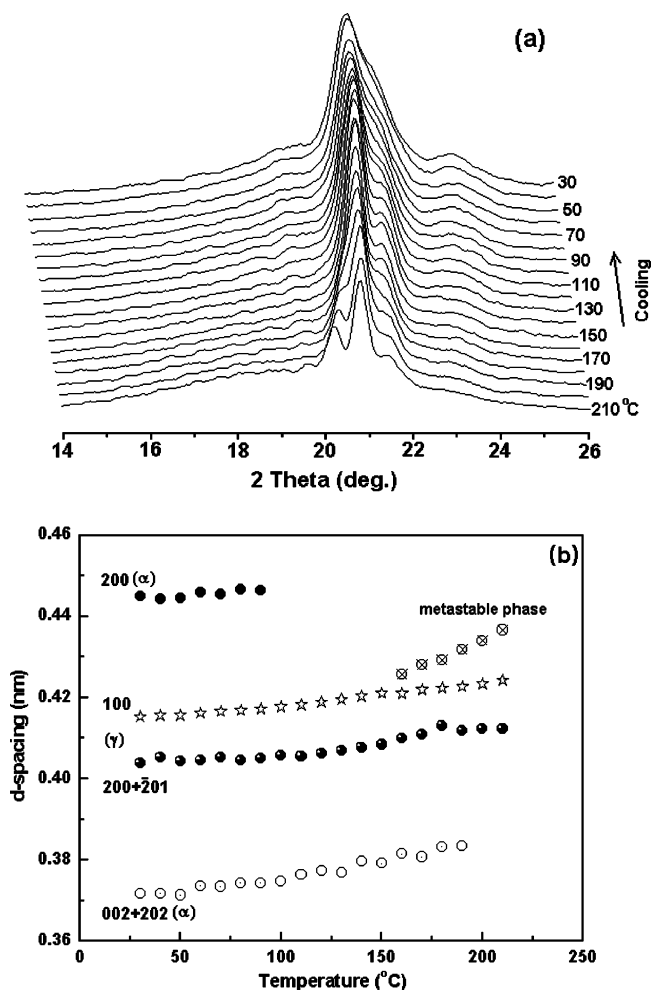 (a)
30
50
70
90
110
130
150
170
190
210 °C
Cooling
14 16 18 20 22 24 26
2 Theta (deg.)
(b)
0.46
0.44
0.42
0.40
0.38
0.36
d-spacing (nm)
200 (α)
metastable phase
100
(γ)
200+2̄01
002+202 (α)
0 50 100 150 200 250
Temperature (°C)